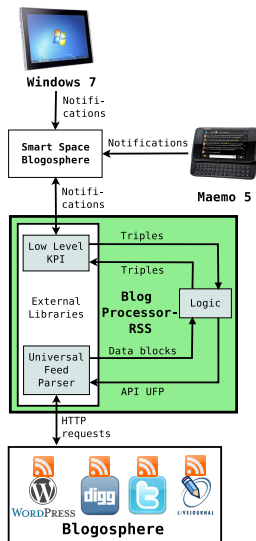 Windows 7
Notifi-
cations
Smart Space
Blogosphere
Notifications
Maemo 5
Notifi-
cations
Low Level
KPI
Triples
Triples
External
Libraries
Blog
Processor-
RSS
Logic
Universal
Feed
Parser
Data blocks
API UFP
HTTP
requests
WORDPRESS
digg
t
LIVEJOURNAL
Blogosphere